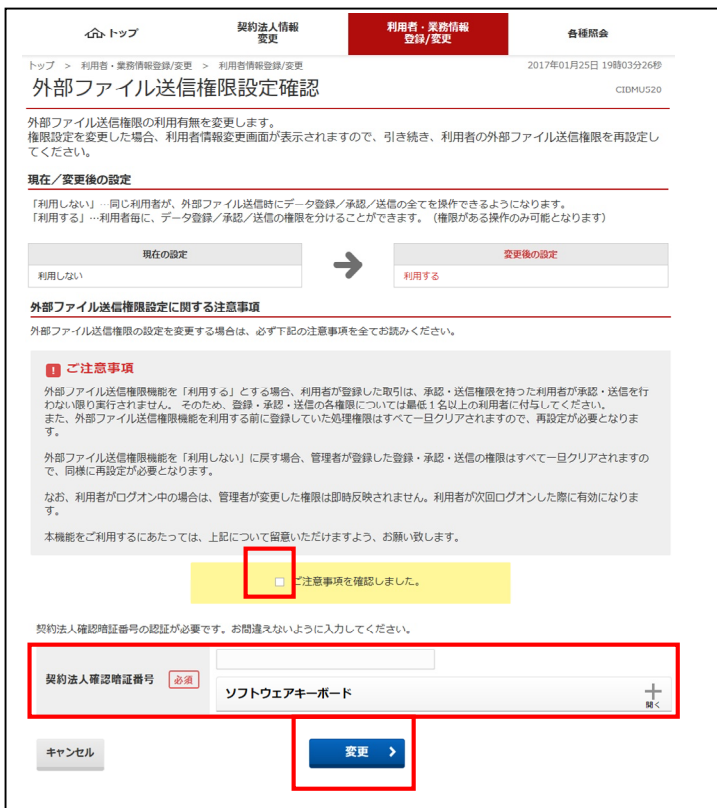 トップ
契約法人情報
変更
利用者・業務情報
登録/変更
各種照会
トップ > 利用者・業務情報登録/変更 > 利用者情報登録/変更
2017年01月25日 19時03分26秒
外部ファイル送信権限設定確認
CIBMU520
外部ファイル送信権限の利用有無を変更します。
権限設定を変更した場合、利用者情報変更画面が表示されますので、引き続き、利用者の外部ファイル送信権限を再設定し
てください。
現在／変更後の設定
「利用しない」…同じ利用者が、外部ファイル送信時にデータ登録／承認／送信の全てを操作できるようになります。
「利用する」…利用者毎に、データ登録／承認／送信の権限を分けることができます。（権限がある操作のみ可能となります）
現在の設定
変更後の設定
利用しない
利用する
外部ファイル送信権限設定に関する注意事項
外部ファイル送信権限の設定を変更する場合は、必ず下記の注意事項を全てお読みください。
! ご注意事項
外部ファイル送信権限機能を「利用する」とする場合、利用者が登録した取引は、承認・送信権限を持った利用者が承認・送信を行
わない限り実行されません。 そのため、登録・承認・送信の各権限については最低１名以上の利用者に付与してください。
また、外部ファイル送信権限機能を利用する前に登録していた処理権限はすべて一旦クリアされますので、再設定が必要となりま
す。
外部ファイル送信権限機能を「利用しない」に戻す場合、管理者が登録した登録・承認・送信の権限はすべて一旦クリアされますの
で、同様に再設定が必要となります。
なお、利用者がログオン中の場合は、管理者が変更した権限は即時反映されません。利用者が次回ログオンした際に有効になりま
す。
本機能をご利用するにあたっては、上記について留意いただけますよう、お願い致します。
ご注意事項を確認しました。
契約法人確認暗証番号の認証が必要です。お間違えないように入力してください。
契約法人確認暗証番号 必須
ソフトウェアキーボード
開く
キャンセル
変更